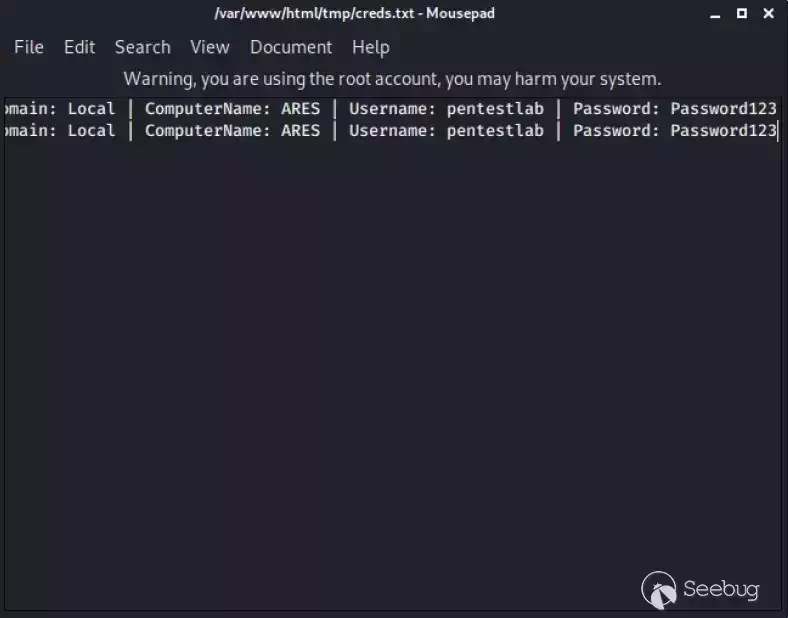 /var/www/html/tmp/creds.txt - Mousepad
File Edit Search View Document Help
Warning, you are using the root account, you may harm your system.
omain: Local | ComputerName: ARES | Username: pentestlab | Password: Password123
omain: Local | ComputerName: ARES | Username: pentestlab | Password: Password123
Seebug